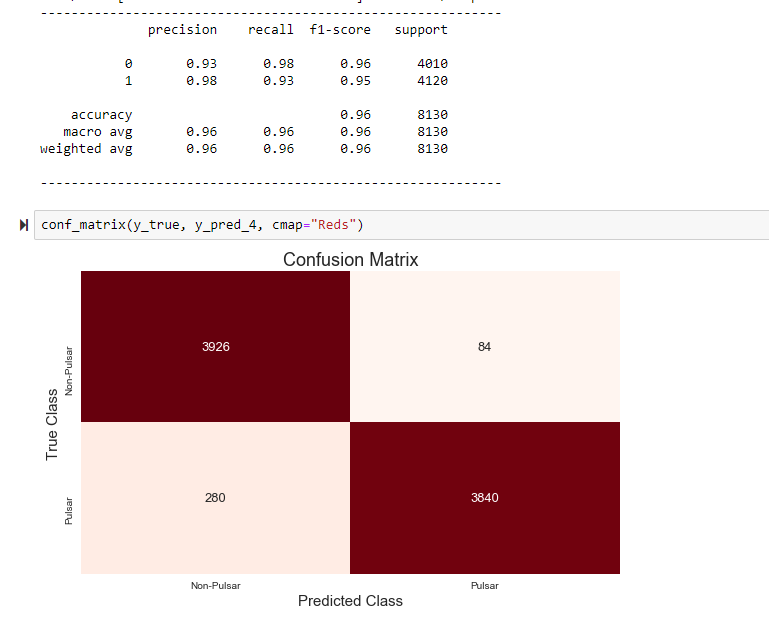 precision recall f1-score support
0 0.93 0.98 0.96 4010
1 0.98 0.93 0.95 4120
accuracy 0.96 8130
macro avg 0.96 0.96 0.96 8130
weighted avg 0.96 0.96 0.96 8130
conf_matrix(y_true, y_pred_4, cmap="Reds")
Confusion Matrix
True Class
Non-Pulsar
3926 84
Pulsar
280 3840
Non-Pulsar Pulsar
Predicted Class